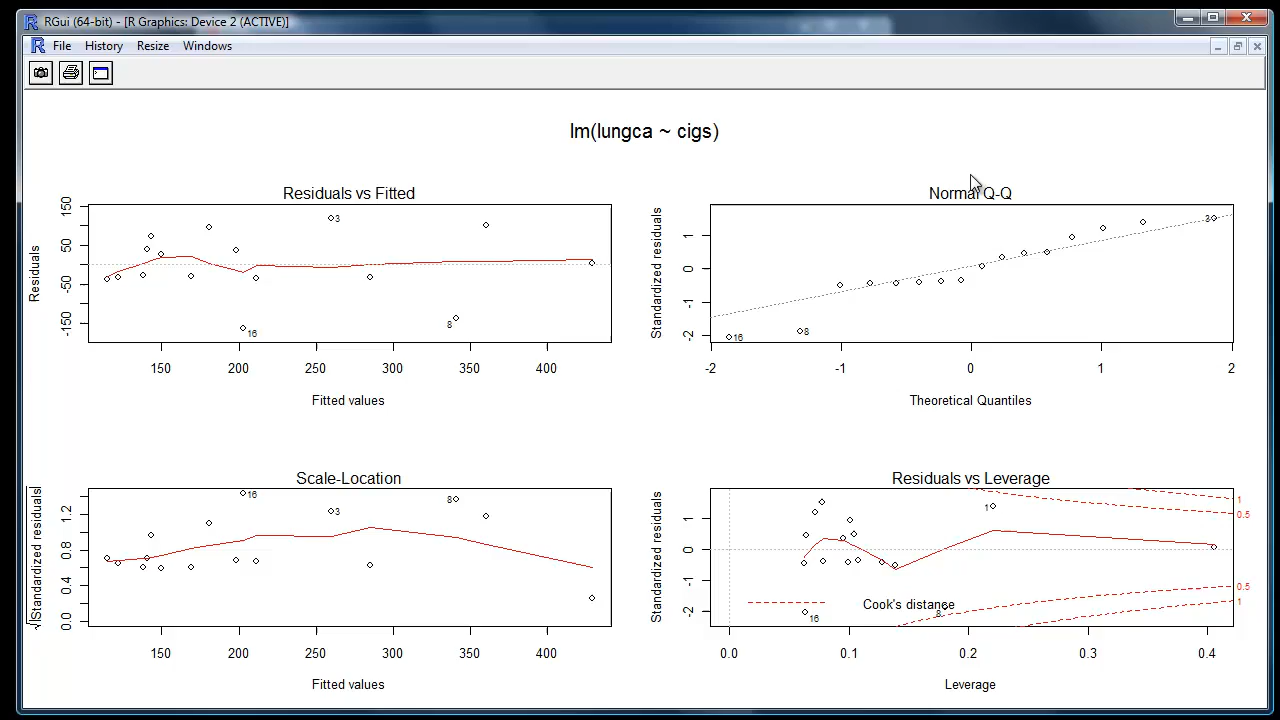 RGui (64-bit) - [R Graphics: Device 2 (ACTIVE)]
File History Resize Windows
lm(lungca ~ cigs)
Residuals vs Fitted
Residuals
150
50
-50
-150
3
16
8
150 200 250 300 350 400
Fitted values
Normal Q-Q
Standardized residuals
1
0
-1
-2
3
16
8
-2 -1 0 1 2
Theoretical Quantiles
Scale-Location
√|Standardized residuals|
1.2
0.8
0.4
0.0
16
3
8
150 200 250 300 350 400
Fitted values
Residuals vs Leverage
Standardized residuals
1
0
-1
-2
1
16
8
Cook's distance
1
0.5
0.5
1
0.0 0.1 0.2 0.3 0.4
Leverage